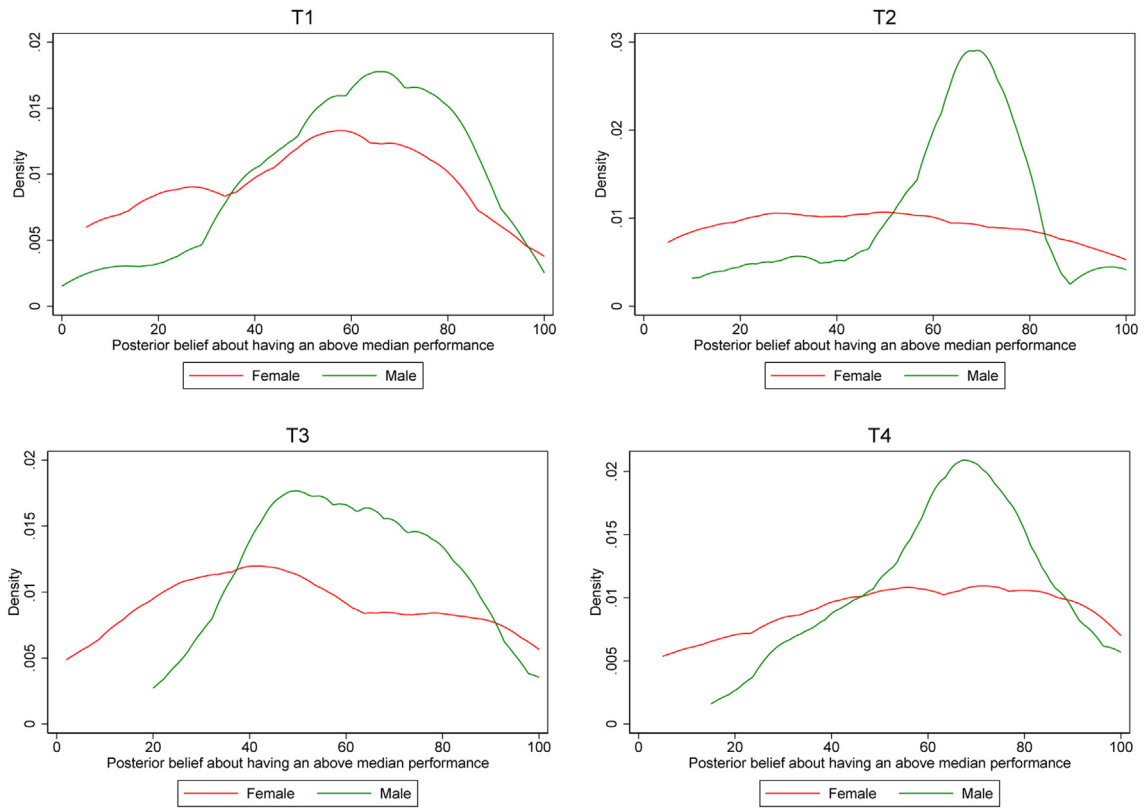 T1
Density
0 .005 .01 .015 .02
0 20 40 60 80 100
Posterior belief about having an above median performance
Female Male
T2
Density
0 .01 .02 .03
0 20 40 60 80 100
Posterior belief about having an above median performance
Female Male
T3
Density
0 .005 .01 .015 .02
0 20 40 60 80 100
Posterior belief about having an above median performance
Female Male
T4
Density
0 .005 .01 .015 .02
0 20 40 60 80 100
Posterior belief about having an above median performance
Female Male